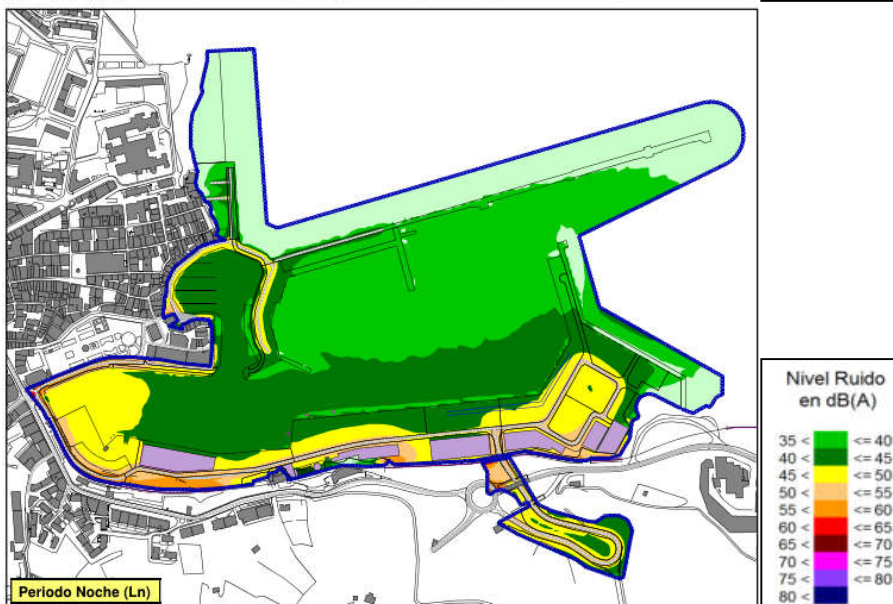 Nivel Ruido
en dB(A)
35 < <= 40
40 < <= 45
45 < <= 50
50 < <= 55
55 < <= 60
60 < <= 65
65 < <= 70
70 < <= 75
75 < <= 80
80 <
Periodo Noche (Ln)